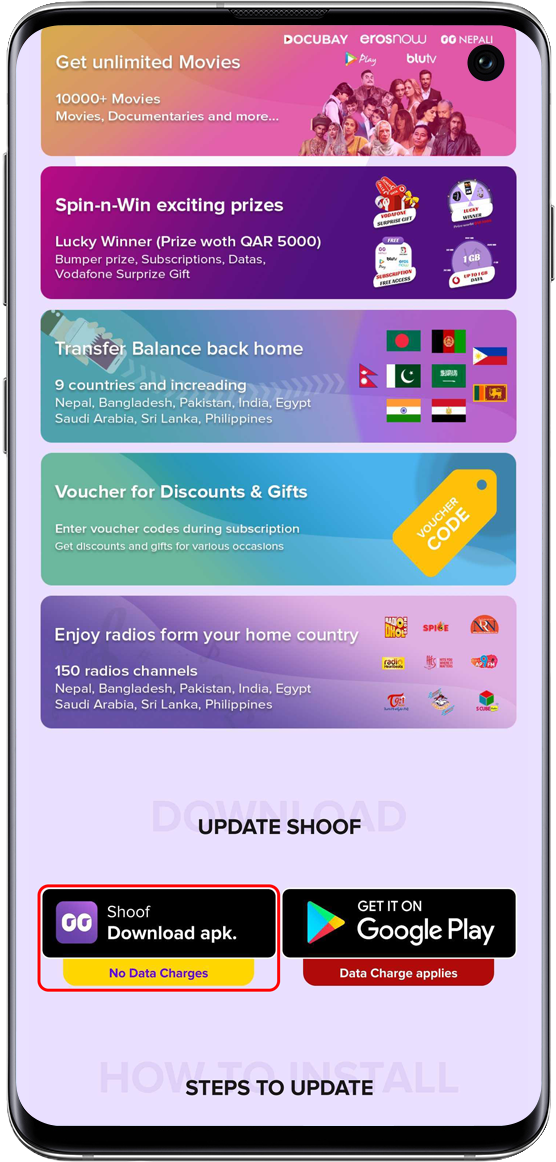 DOCUBAY erosnow NEPALI
Get unlimited Movies
Play blutv
10000+ Movies
Movies, Documentaries and more...
Spin-n-Win exciting prizes
VODAFONE
SURPRISE GIFT
LUCKY
WINNER
Lucky Winner (Prize woth QAR 5000)
Bumper prize, Subscriptions, Datas,
Vodafone Surprize Gift
FREE
blutv
SUBSCRIPTION
FREE ACCESS
1 GB
UP TO 1 GB
DATA
Transfer Balance back home
9 countries and increading
Nepal, Bangladesh, Pakistan, India, Egypt
Saudi Arabia, Sri Lanka, Philippines
Voucher for Discounts & Gifts
Enter voucher codes during subscription
Get discounts and gifts for various occasions
VOUCHER
CODE
Enjoy radios form your home country
RADIO
SPICE
150 radios channels
Nepal, Bangladesh, Pakistan, India, Egypt
Saudi Arabia, Sri Lanka, Philippines
radio
S CUBE
DOWNLOAD
UPDATE SHOOF
Shoof
Download apk.
No Data Charges
GET IT ON
Google Play
Data Charge applies
HOW TO INSTALL
STEPS TO UPDATE